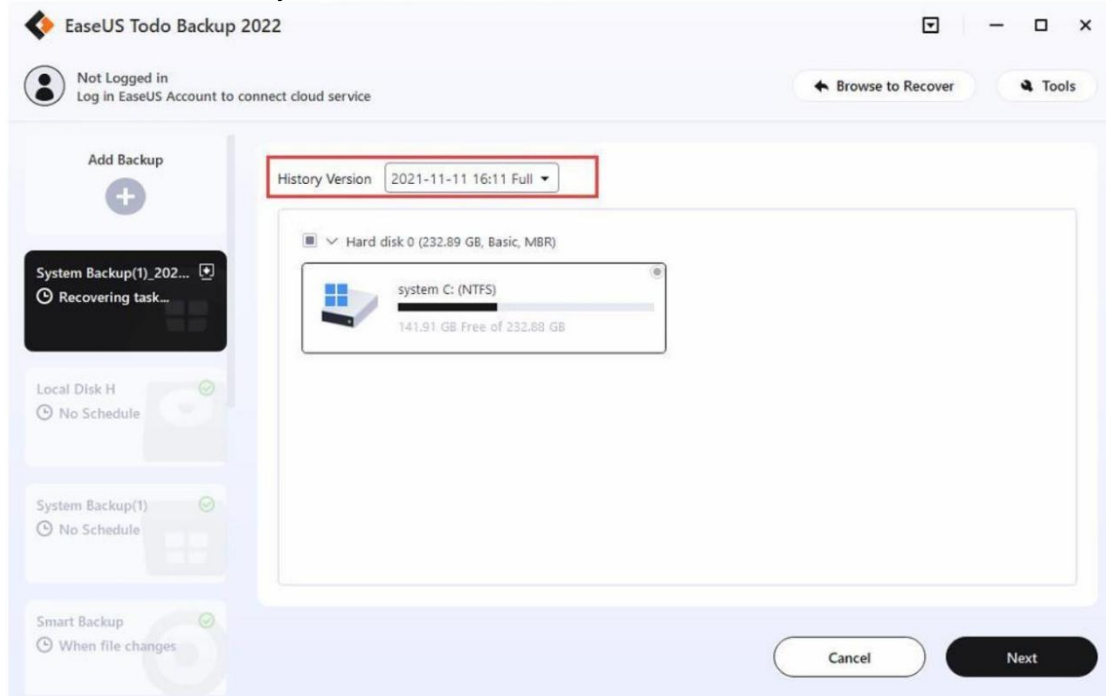 EaseUS Todo Backup 2022
Not Logged in
Log in EaseUS Account to connect cloud service
Browse to Recover
Tools
Add Backup
System Backup(1)_202...
Recovering task...
Local Disk H
No Schedule
System Backup(1)
No Schedule
Smart Backup
When file changes
History Version 2021-11-11 16:11 Full
Hard disk 0 (232.89 GB, Basic, MBR)
system C: (NTFS)
141.91 GB Free of 232.88 GB
Cancel
Next